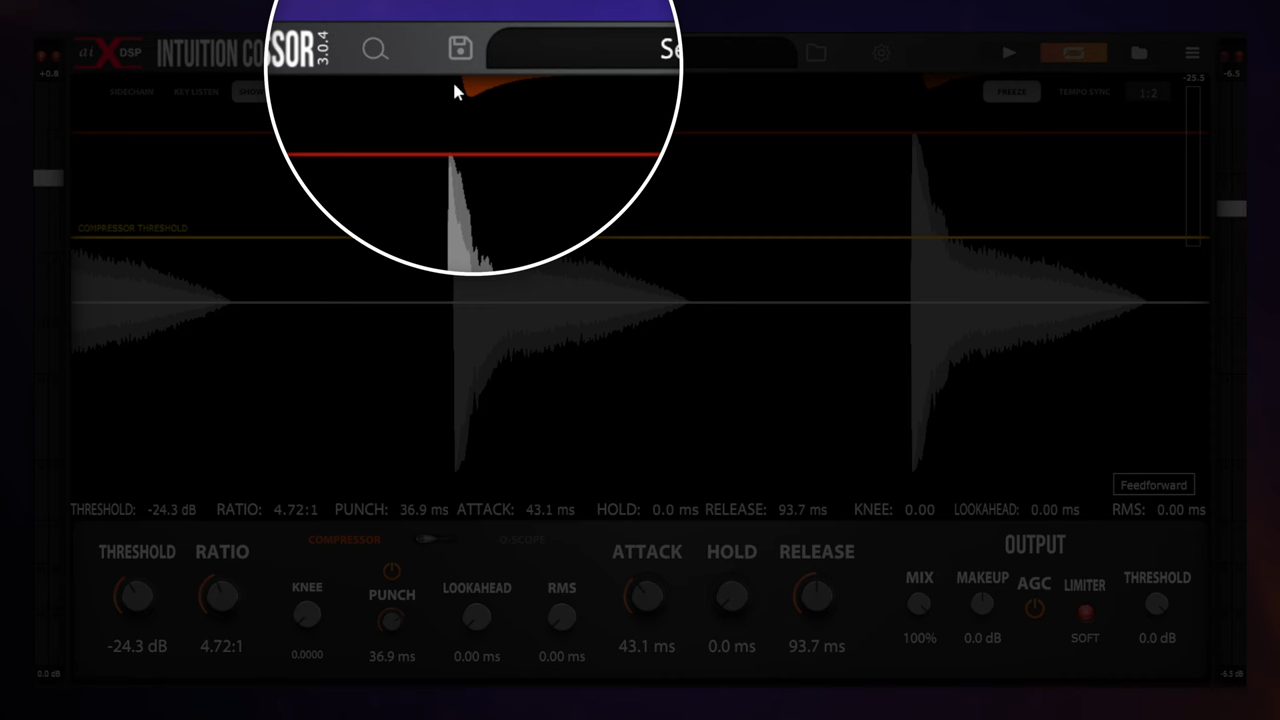 +0.8
aiXDSP INTUITION CO SSOR 3.0.4
-6.5
-25.5
SIDECHAIN KEY LISTEN SHOW FREEZE TEMPO SYNC 1:2
COMPRESSOR THRESHOLD
Feedforward
THRESHOLD: -24.3 dB RATIO: 4.72:1 PUNCH: 36.9 ms ATTACK: 43.1 ms HOLD: 0.0 ms RELEASE: 93.7 ms KNEE: 0.00 LOOKAHEAD: 0.00 ms RMS: 0.00 ms
COMPRESSOR O-SCOPE
THRESHOLD RATIO ATTACK HOLD RELEASE OUTPUT
KNEE PUNCH LOOKAHEAD RMS MIX MAKEUP AGC LIMITER THRESHOLD
-24.3 dB 4.72:1 0.0000 36.9 ms 0.00 ms 0.00 ms 43.1 ms 0.0 ms 93.7 ms 100% 0.0 dB SOFT 0.0 dB
0.0 dB -6.5 dB